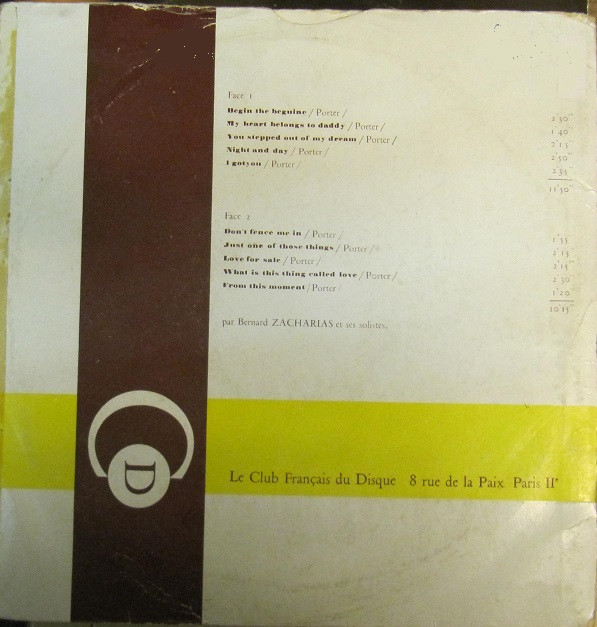 Face 1
Begin the beguine / Porter / 2'30"
My heart belongs to daddy / Porter / 1'40
You stepped out of my dream / Porter / 2'15
Night and day / Porter / 2'50"
I got you / Porter / 2'35
11'30"
Face 2
Don't fence me in / Porter / 1'35
Just one of those things / Porter / 2'15
Love for sale / Porter / 2'15"
What is this thing called love / Porter / 2'50
From this moment / Porter 1'20
10'15"
par Bernard ZACHARIAS et ses solistes.
D
Le Club Français du Disque 8 rue de la Paix Paris IIe